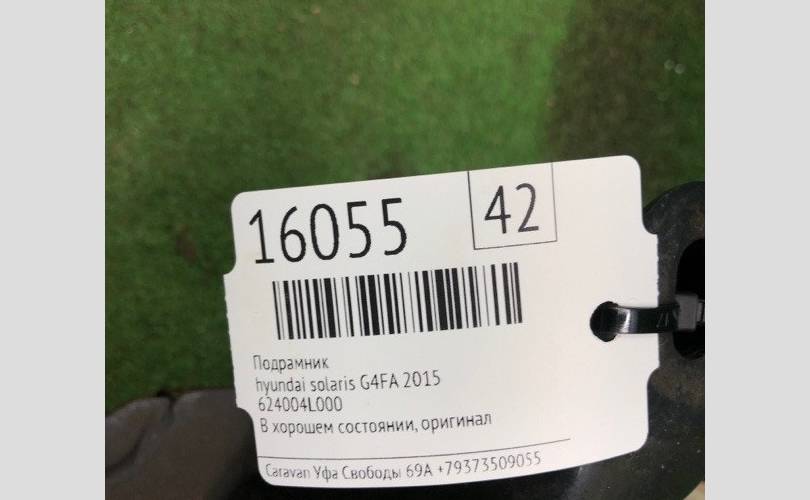 16055 42
Подрамник
hyundai solaris G4FA 2015
624004L000
В хорошем состоянии, оригинал
Caravan Уфа Свободы 69А +79373509055